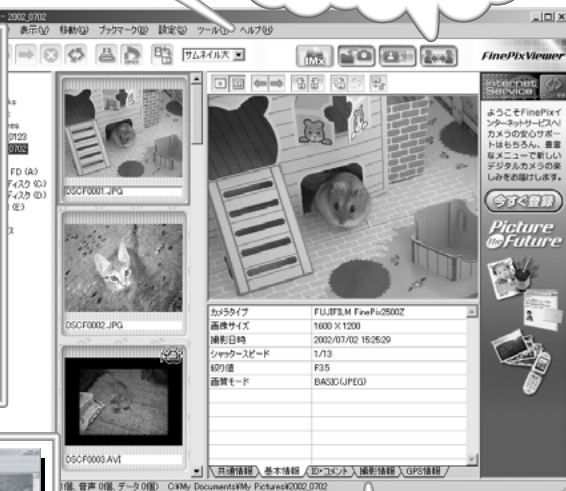 - 2002_0702
表示(V) 移動(Q) ブックマーク(B) 設定(S) ツール(T) ヘルプ(H)
サムネイル大
IMx
FinePixViewer
Internet
Service
ようこそFinePixイ
ンターネットサービスへ!
カメラの安心サポー
トはもちろん、豊富
なメニューで新しい
デジタルカメラの楽
しみをお届けします。
今すぐ登録
Picture
The Future
0123
0702
FD (A:)
ディスク (C:)
ディスク (D:)
(E:)
DSCF0001.JPG
DSCF0002.JPG
DSCF0003.AVI
カメラタイプ FUJIFILM FinePix2500Z
画像サイズ 1600 X 1200
撮影日時 2002/07/02 15:25:29
シャッタースピード 1/13
絞り値 F3.5
画質モード BASIC(JPEG)
共通情報 基本情報 ID・コメント 撮影情報 GPS情報
0個、音声 0個、データ 0個) C:¥My Documents¥My Pictures¥2002_0702